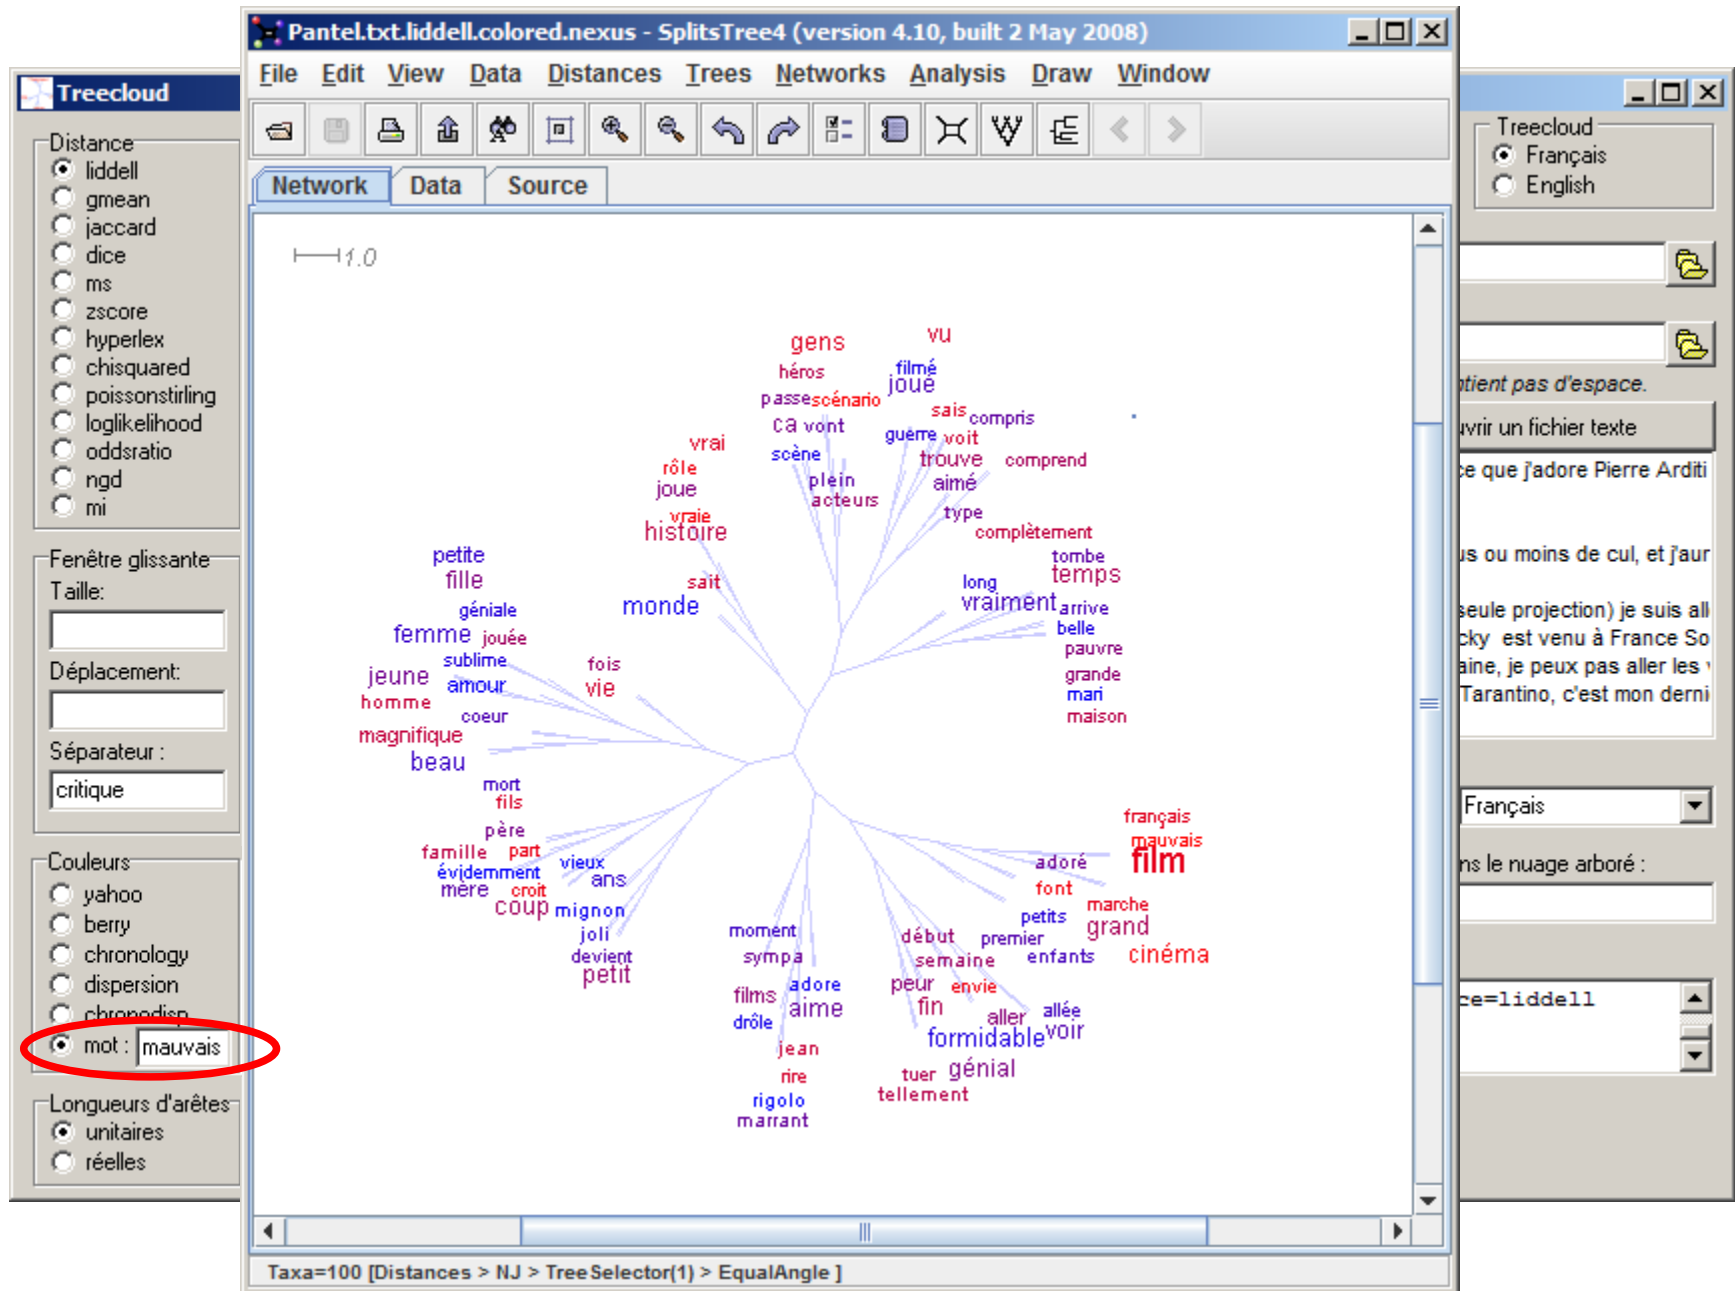 Pantel.txt.liddell.colored.nexus - SplitsTree4 (version 4.10, built 2 May 2008)
File Edit View Data Distances Trees Networks Analysis Draw Window
Network Data Source
1.0
gens
vu
héros
filmé
joué
passe
scénario
sais
compris
ca
vont
guerre
voit
vrai
scène
trouve
comprend
rôle
plein
aimé
joue
acteurs
type
vraie
histoire
complètement
petite
tombe
fille
sait
long
temps
géniale
monde
vraiment
arrive
femme
jouée
belle
sublime
fois
pauvre
jeune
amour
vie
grande
homme
coeur
mari
magnifique
maison
beau
mort
fils
français
père
mauvais
famille
part
vieux
adoré
film
évidemment
ans
mère
croit
font
coup
mignon
marche
petits
grand
joli
moment
début
premier
devient
sympa
semaine
enfants
cinéma
petit
films
adore
peur
envie
drôle
aime
fin
aller
allée
formidable
voir
jean
rire
tuer
génial
rigolo
tellement
marrant
Taxa=100 [Distances > NJ > TreeSelector(1) > EqualAngle ]
Treecloud
Distance
liddell
gmean
jaccard
dice
ms
zscore
hyperlex
chisquared
poissonstirling
loglikelihood
oddsratio
ngd
mi
Fenêtre glissante
Taille:
Déplacement:
Séparateur :
critique
Couleurs
yahoo
berry
chronology
dispersion
chronodisp
mot : mauvais
Longueurs d'arêtes
unitaires
réelles
Treecloud
Français
English
ntient pas d'espace.
uvrir un fichier texte
ce que j'adore Pierre Arditi
us ou moins de cul, et j'aur
seule projection) je suis all
cky est venu à France So
aine, je peux pas aller les
Tarantino, c'est mon derni
Français
ns le nuage arboré :
ce=liddell